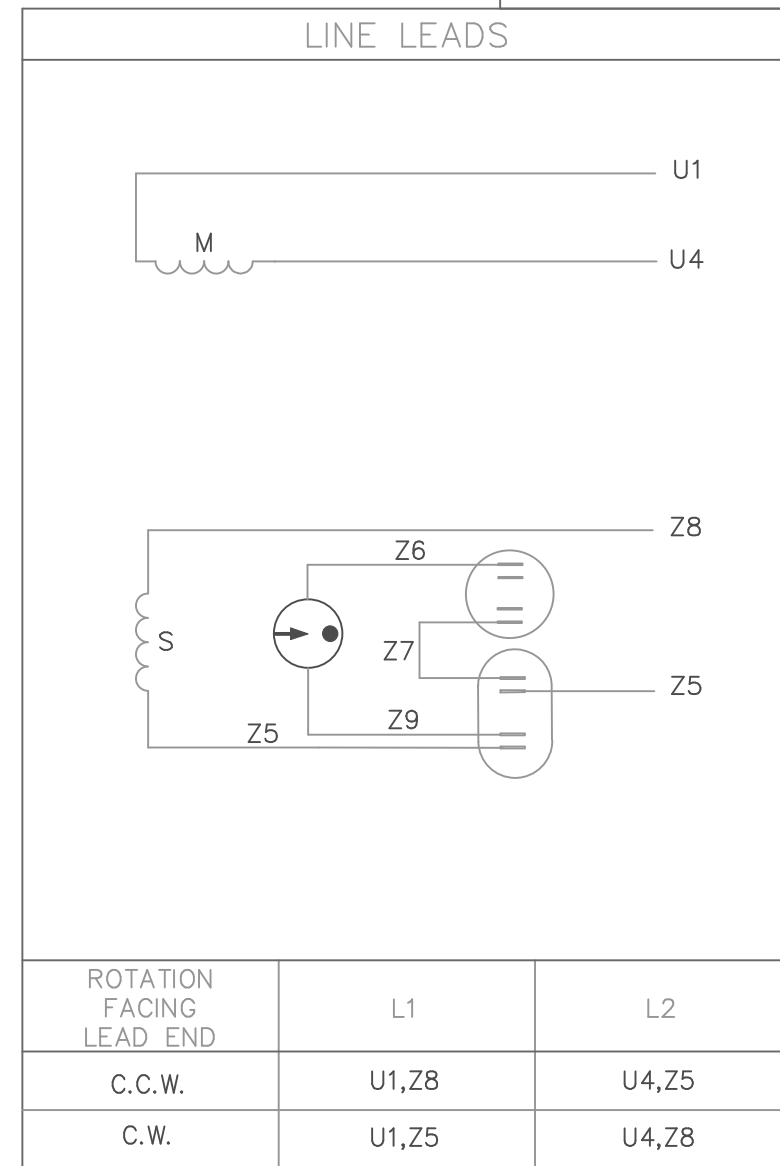 LINE LEADS
U1
M
U4
Z8
Z6
S
Z7
Z5
Z9
Z5
ROTATION
FACING
LEAD END
L1
L2
C.C.W.
U1,Z8
U4,Z5
C.W.
U1,Z5
U4,Z8